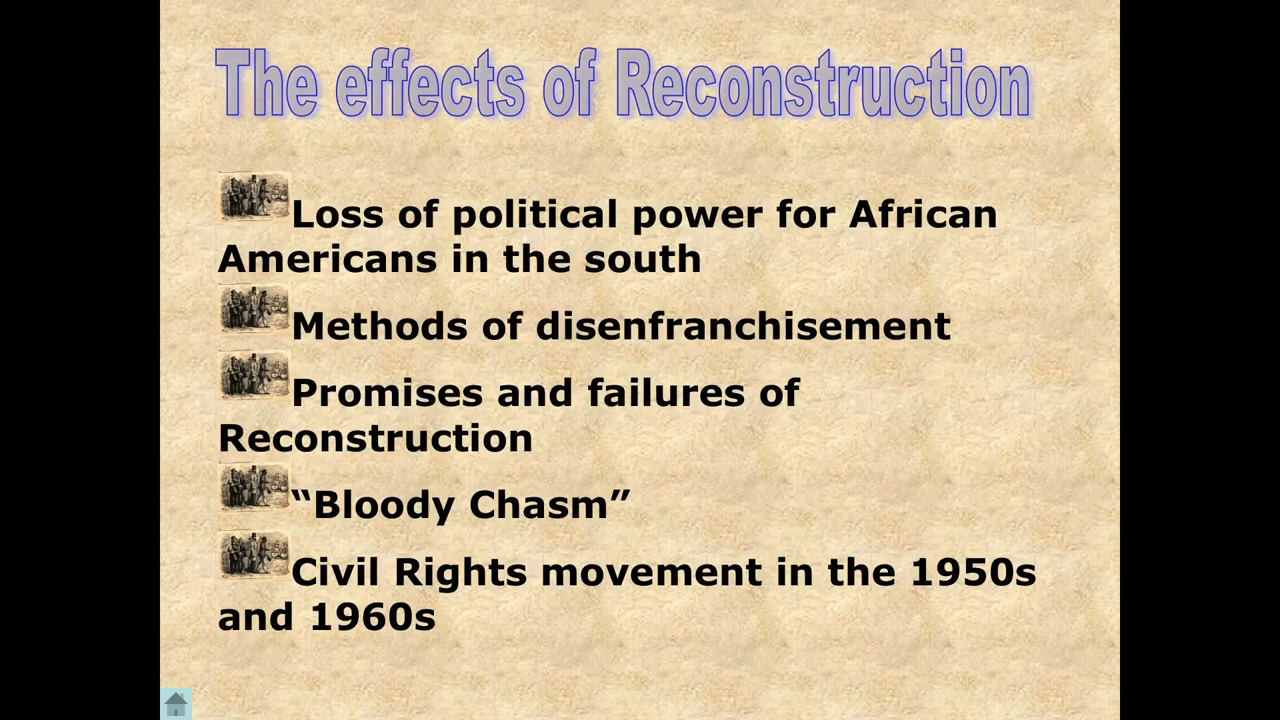 The effects of Reconstruction
Loss of political power for African
Americans in the south
Methods of disenfranchisement
Promises and failures of
Reconstruction
“Bloody Chasm”
Civil Rights movement in the 1950s
and 1960s